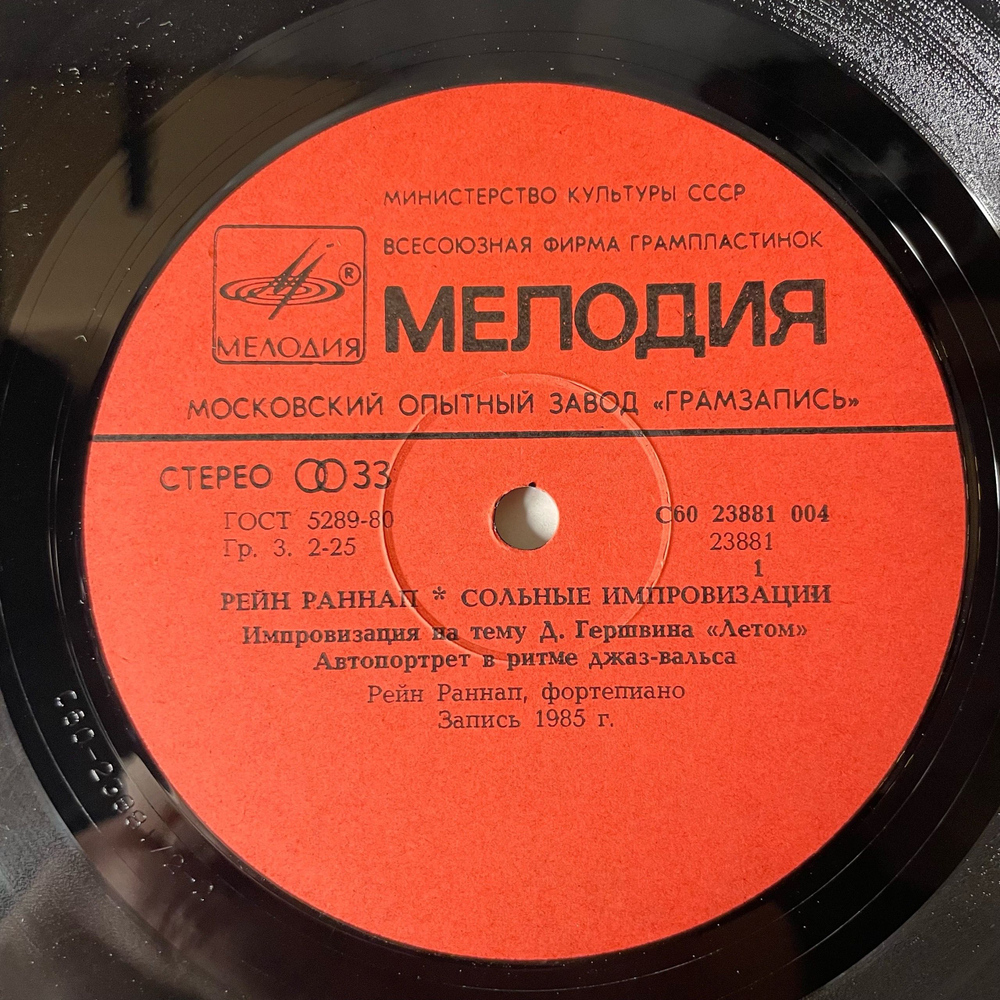 МИНИСТЕРСТВО КУЛЬТУРЫ СССР
ВСЕСОЮЗНАЯ ФИРМА ГРАМПЛАСТИНОК
®
МЕЛОДИЯ
МЕЛОДИЯ
МОСКОВСКИЙ ОПЫТНЫЙ ЗАВОД «ГРАМЗАПИСЬ»
СТЕРЕО 33
ГОСТ 5289-80 С60 23881 004
Гр. 3. 2-25 23881
1
РЕЙН РАННАП * СОЛЬНЫЕ ИМПРОВИЗАЦИИ
Импровизация на тему Д. Гершвина «Летом»
Автопортрет в ритме джаз-вальса
Рейн Раннап, фортепиано
Запись 1985 г.